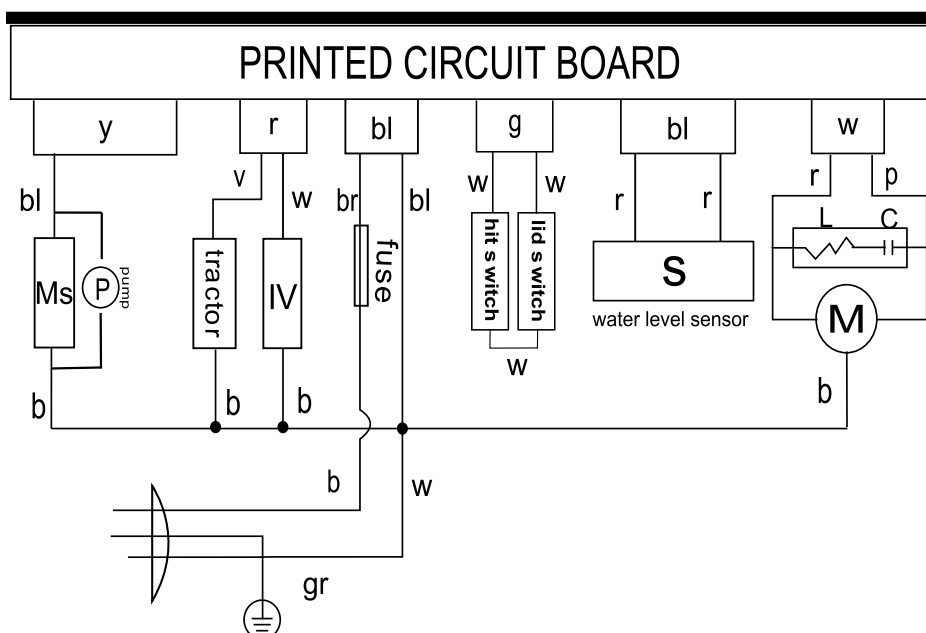 PRINTED CIRCUIT BOARD
y r bl g bl w
bl v w br bl w w r r r p
Ms P pump tractor IV fuse hit s witch lid s witch S L C
water level sensor
M
w
b b b b
b w
gr